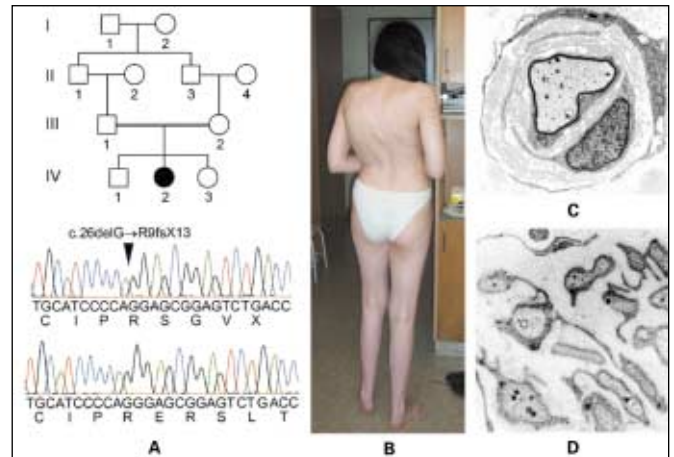 I
1 2
II
1 2 3 4
III
1 2
IV
1 2 3
c.26delG→R9fsX13
TGCATCCCCAGGAGCGGAGTCTGACC
C I P R S G V X
TGCATCCCCAGGGAGCGGAGTCTGACC
C I P R E R S L T
A
B
C
D